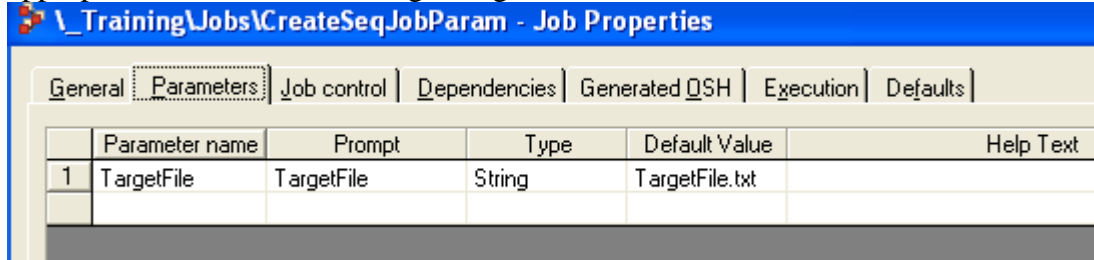 \_Training\Jobs\CreateSeqJobParam - Job Properties
General Parameters Job control Dependencies Generated OSH Execution Defaults
Parameter name Prompt Type Default Value Help Text
1 TargetFile TargetFile String TargetFile.txt